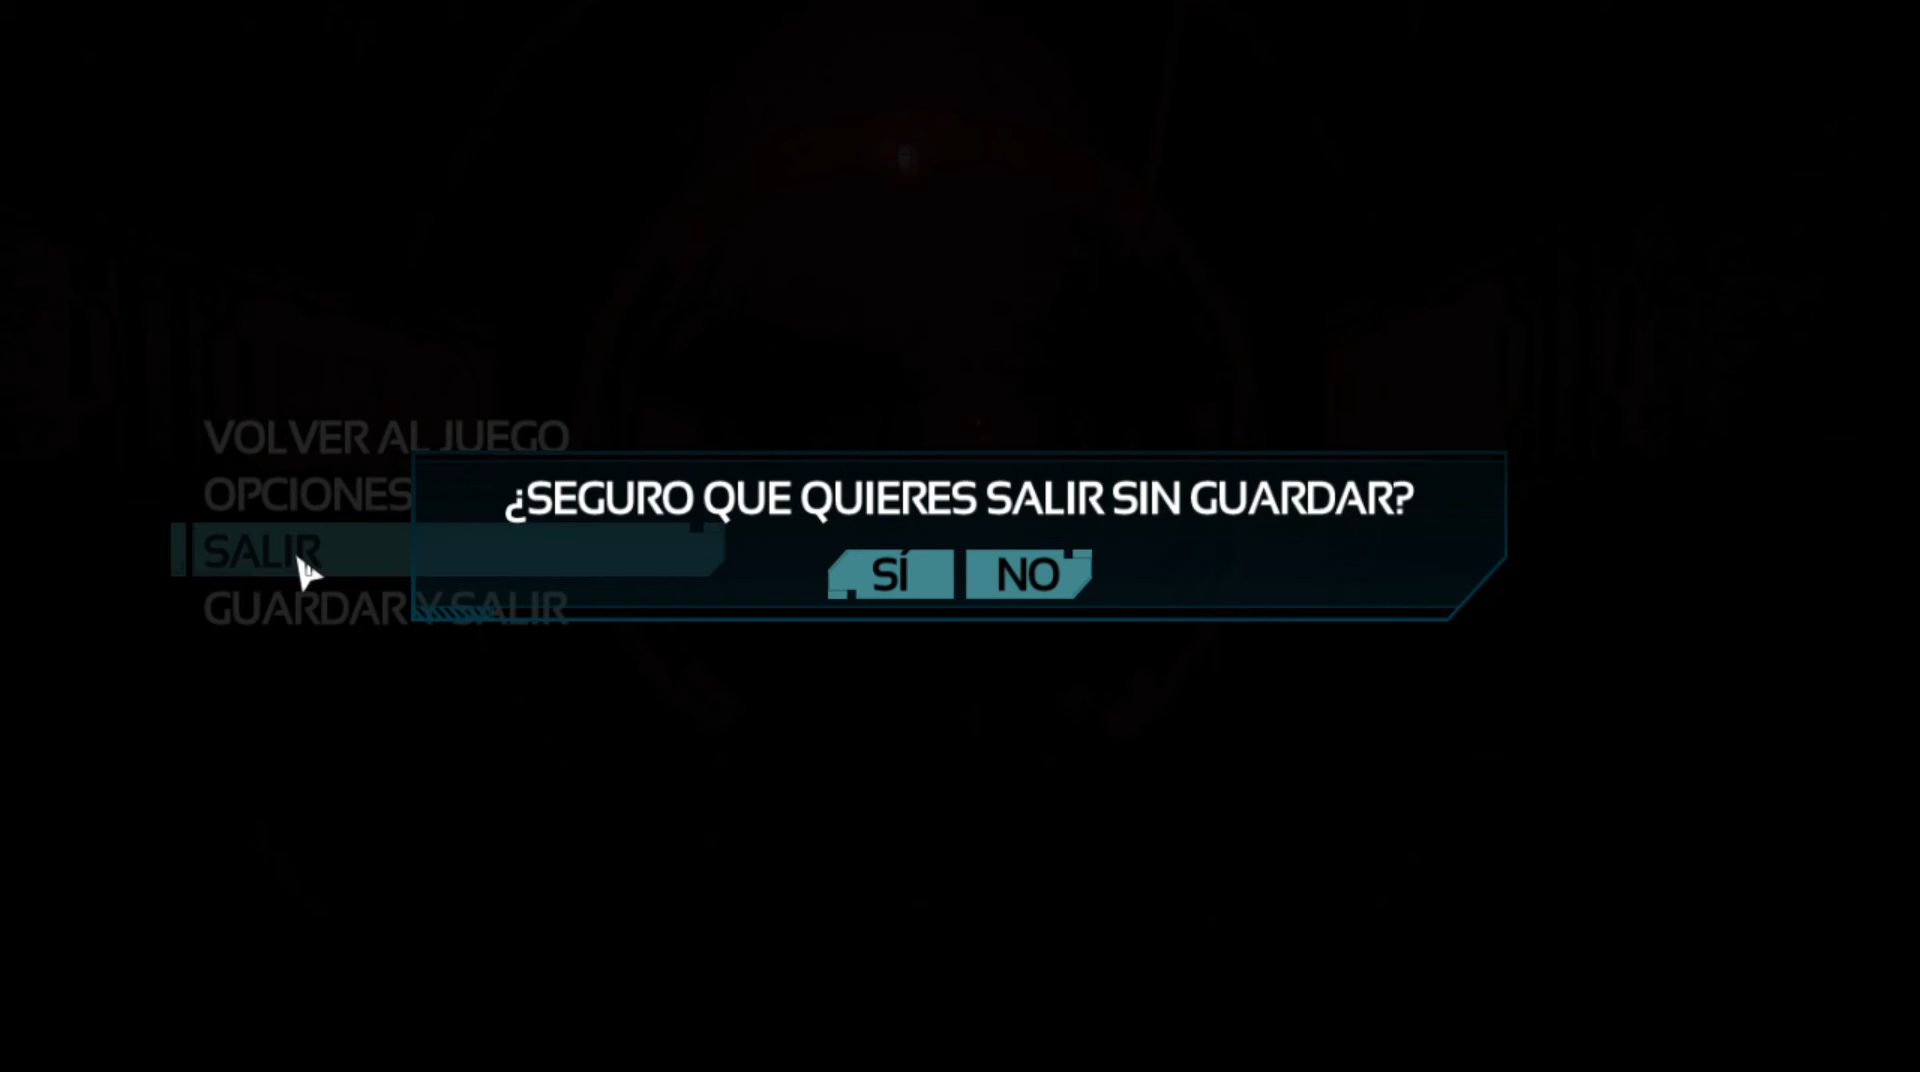 VOLVER AL JUEGO
OPCIONES
SALIR
GUARDAR Y SALIR
¿SEGURO QUE QUIERES SALIR SIN GUARDAR?
SÍ NO